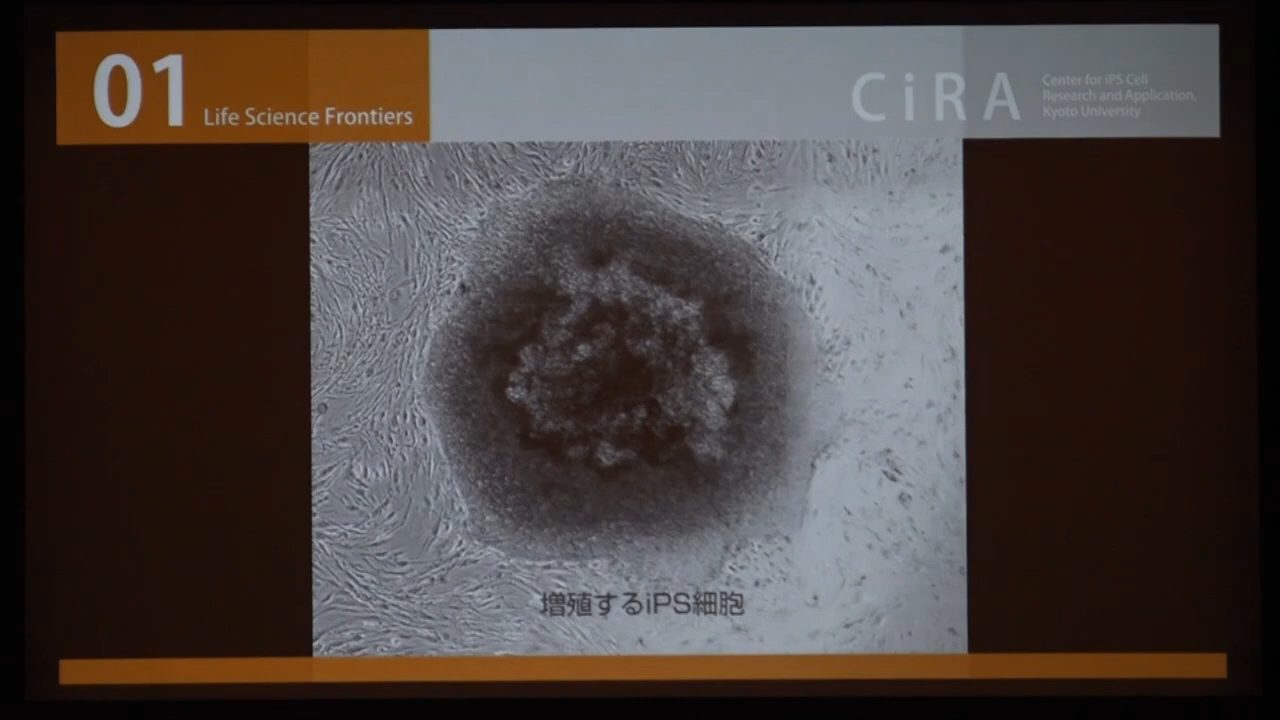 01
Life Science Frontiers
CiRA
Center for iPS Cell
Research and Application,
Kyoto University
増殖するiPS細胞